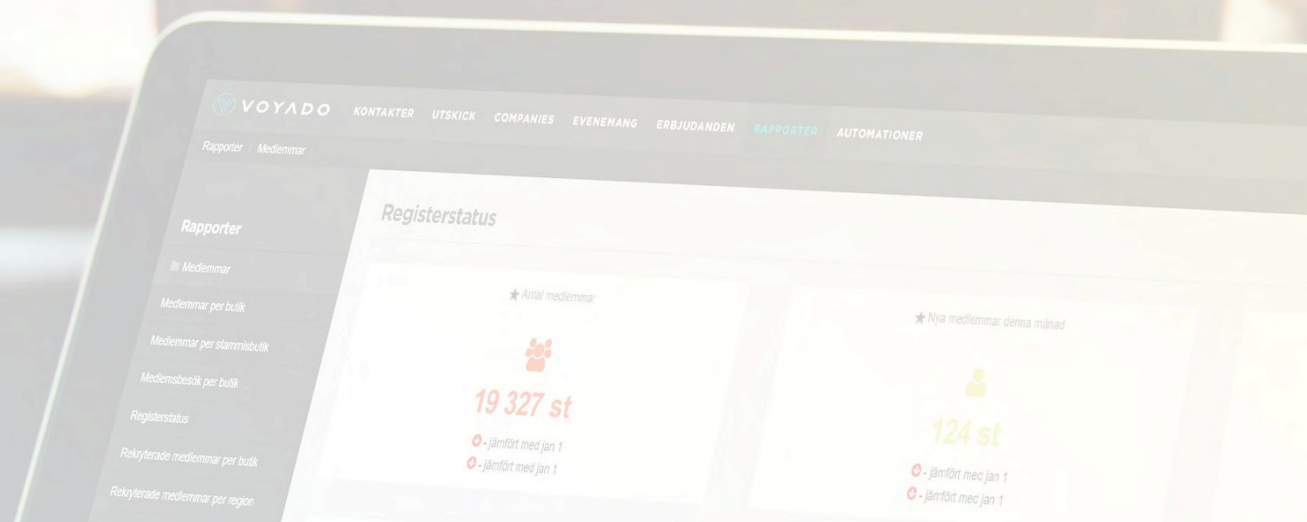 VOYADO KONTAKTER UTSKICK COMPANIES EVENEMANG ERBJUDANDEN RAPPORTER AUTOMATIONER
Rapporter Medlemmar
Rapporter
Medlemmar
Medlemmar per butik
Medlemmar per stammisbutik
Medlemsbesök per butik
Registerstatus
Rekryterade medlemmar per butik
Rekryterade medlemmar per region
Registerstatus
Antal medlemmar
19 327 st
- jämfört med jan 1
- jämfört med jan 1
Nya medlemmar denna månad
124 st
- jämfört med jan 1
- jämfört med jan 1